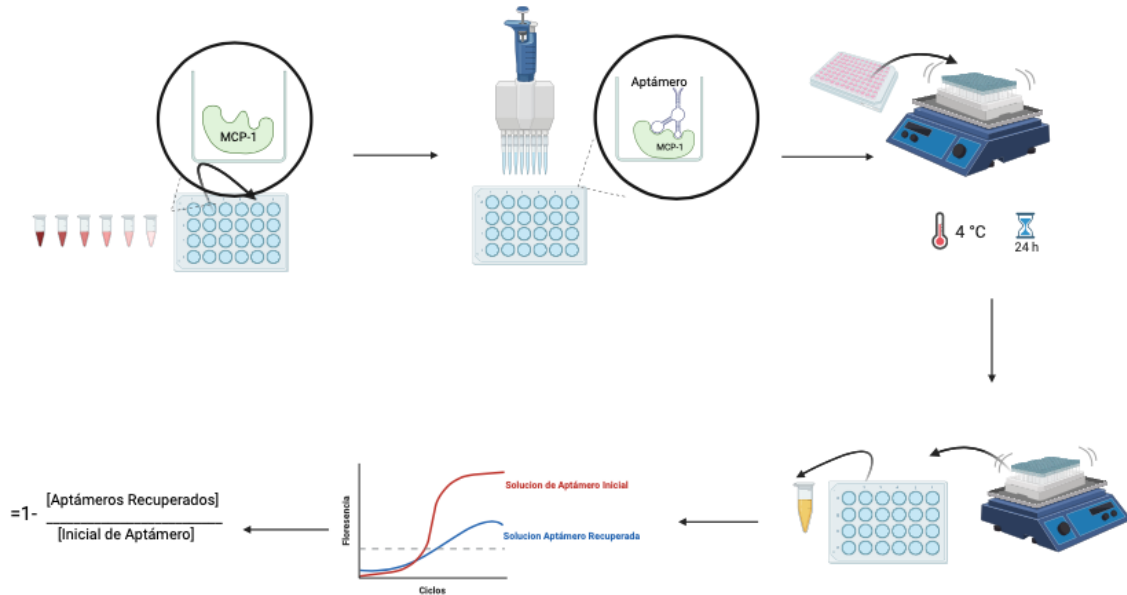 MCP-1
Aptámero
MCP-1
4 °C
24 h
=1-
[Aptámeros Recuperados]
[Inicial de Aptámero]
Floresencia
Solucion de Aptámero Inicial
Solucion Aptámero Recuperada
Ciclos